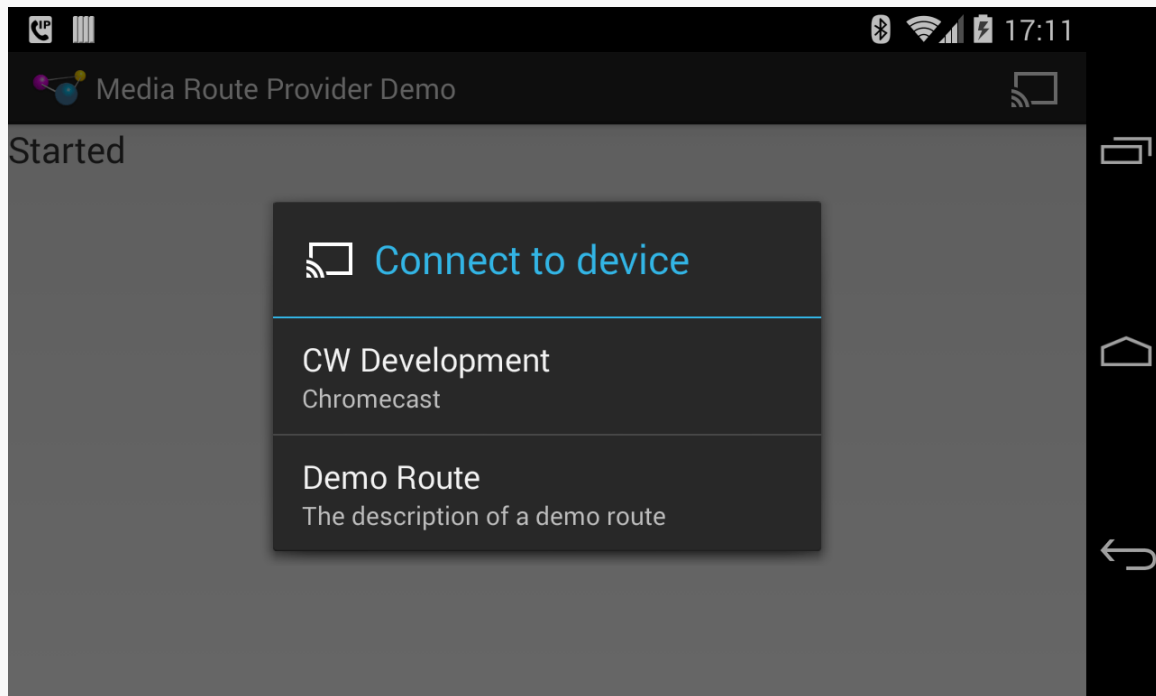 IP
17:11
Media Route Provider Demo
Started
Connect to device
CW Development
Chromecast
Demo Route
The description of a demo route